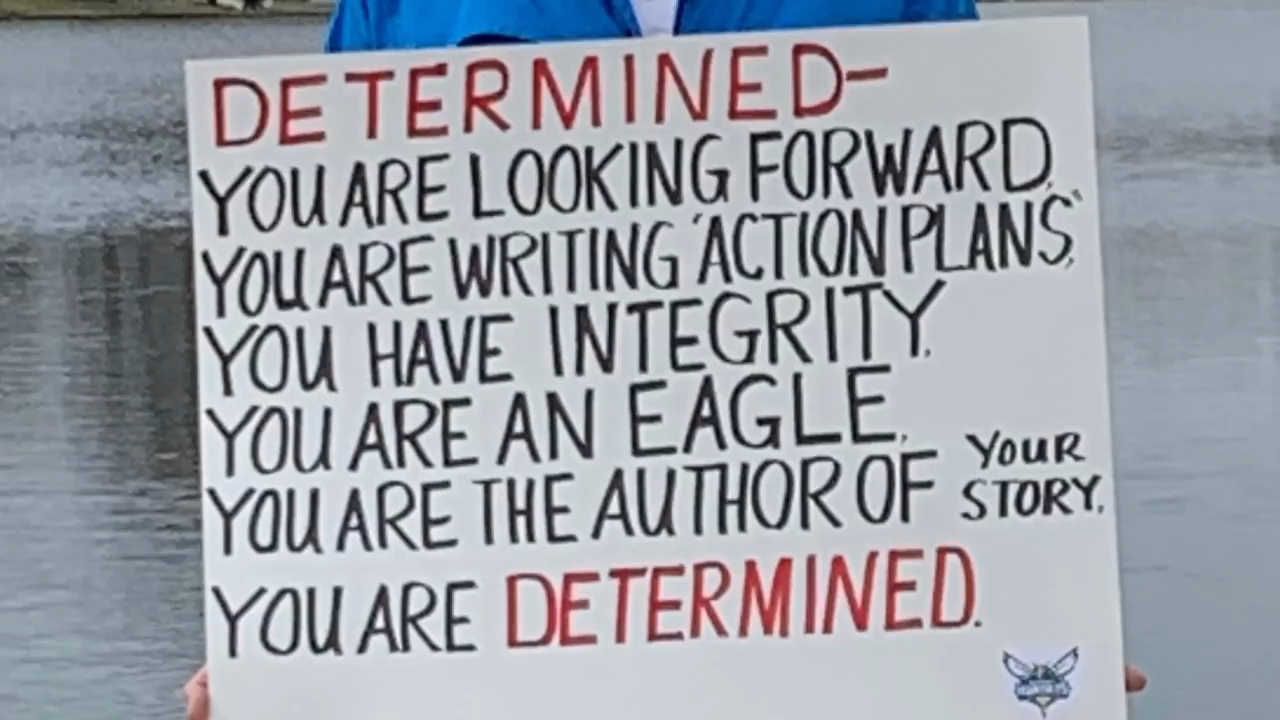 DETERMINED-
YOU ARE LOOKING FORWARD.
YOU ARE WRITING "ACTION PLANS."
YOU HAVE INTEGRITY.
YOU ARE AN EAGLE.
YOU ARE THE AUTHOR OF YOUR STORY.
YOU ARE DETERMINED.